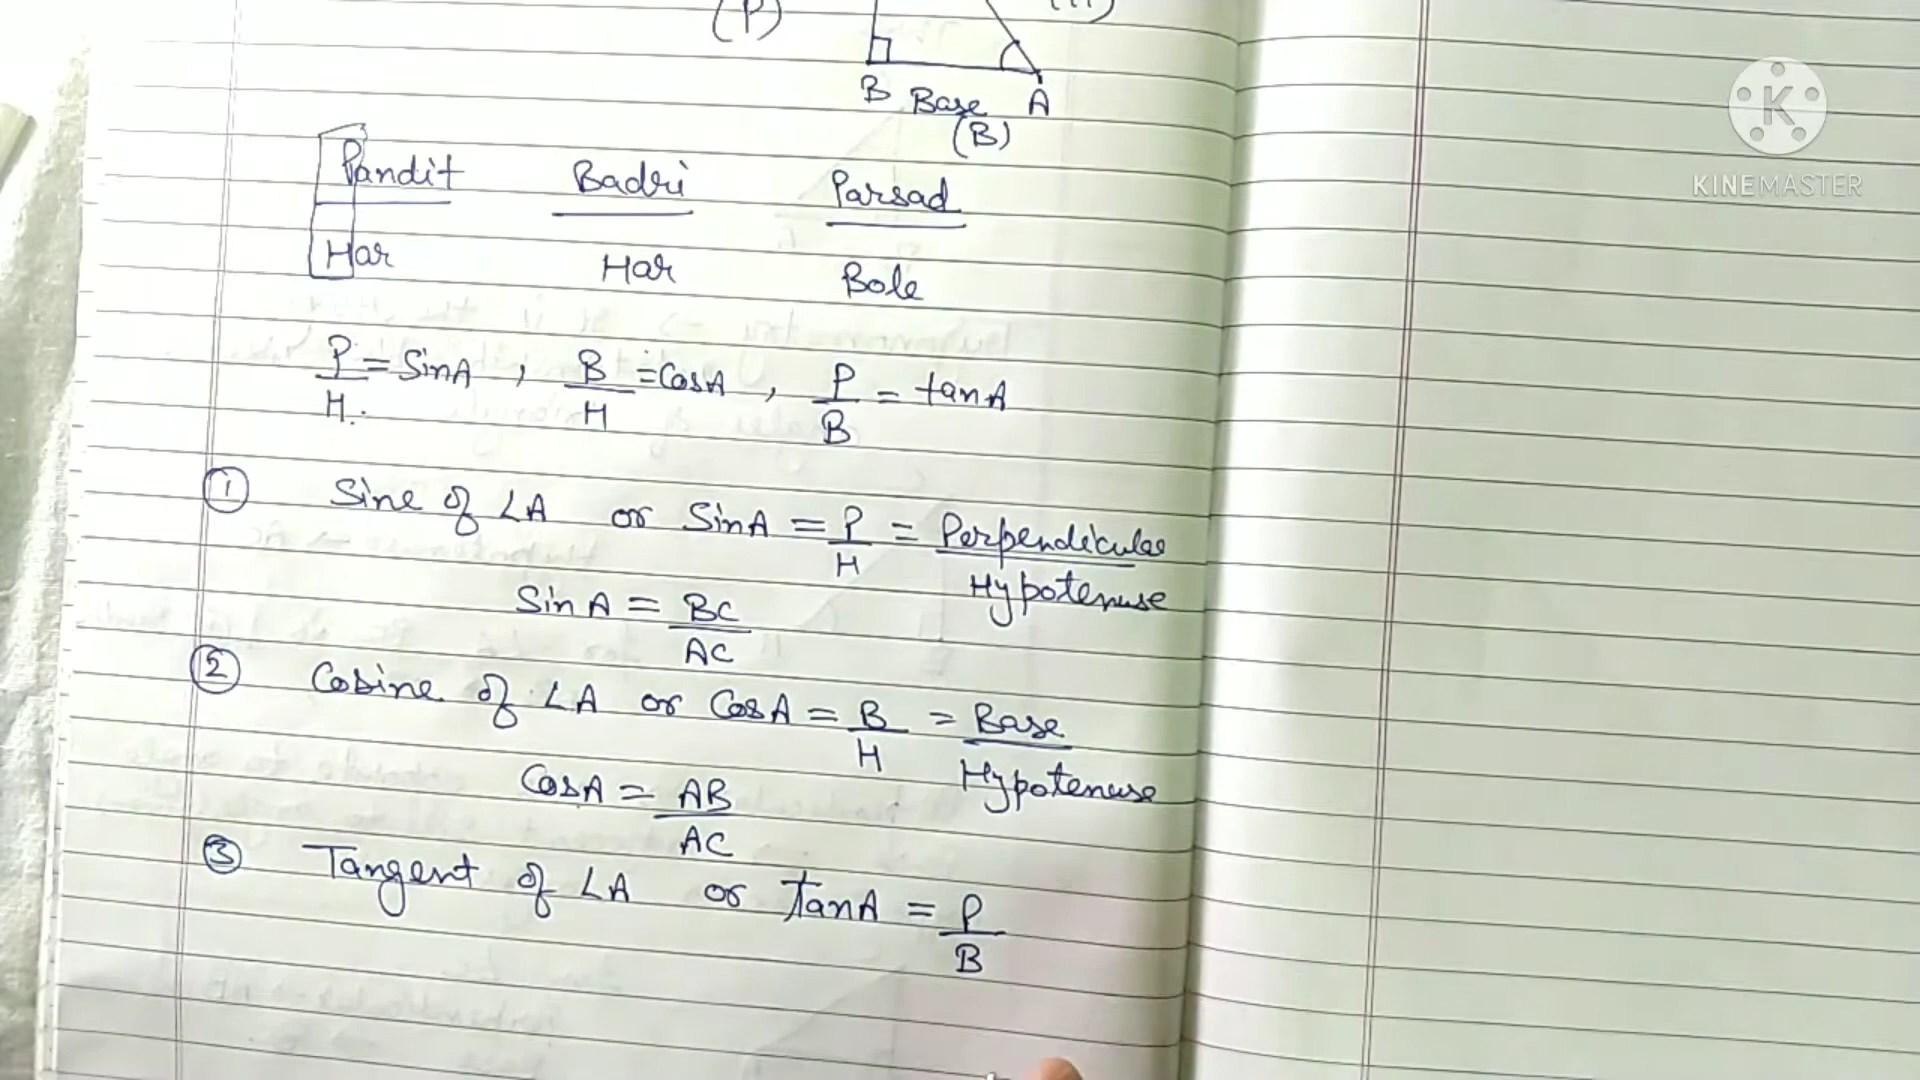 (P)
(H)
B Base A
(B)
Pandit Badri Parsad
Har Har Bole
P/H = SinA , B/H = CosA , P/B = tanA
① Sine of ∠A or SinA = P/H = Perpendicular/Hypotenuse
SinA = BC/AC
② Cosine of ∠A or CosA = B/H = Base/Hypotenuse
CosA = AB/AC
③ Tangent of ∠A or TanA = P/B
K
KINEMASTER